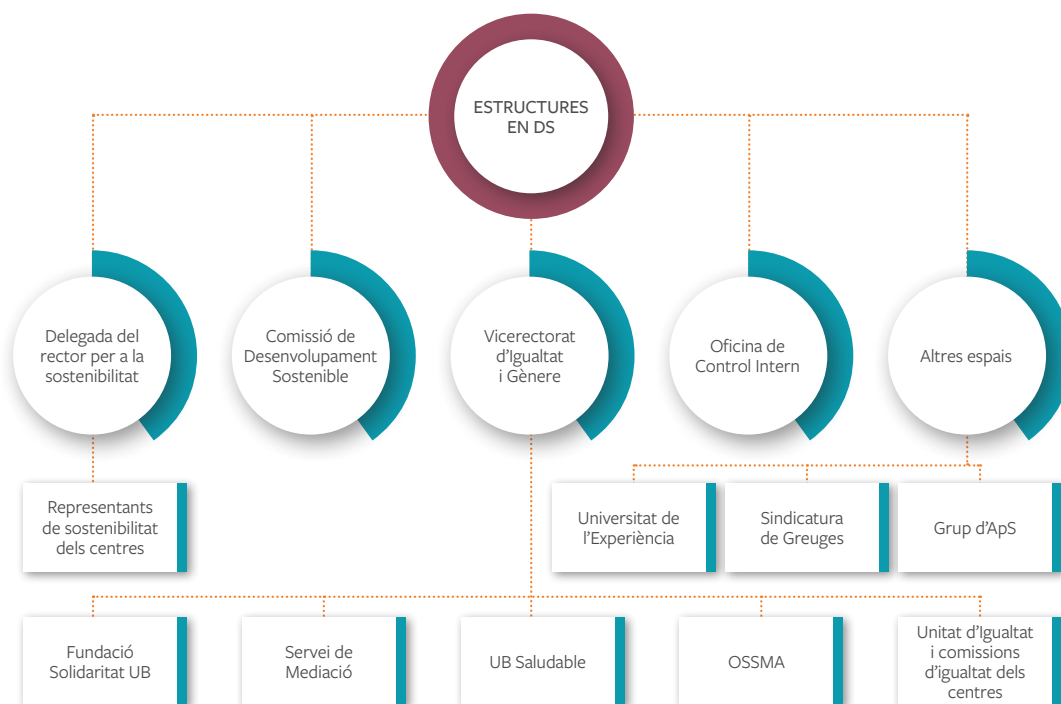 ESTRUCTURES
EN DS
Delegada del
rector per a la
sostenibilitat
Comissió de
Desenvolupament
Sostenible
Vicerectorat
d’Igualtat
i Gènere
Oficina de
Control Intern
Altres espais
Representants
de sostenibilitat
dels centres
Universitat de
l’Experiència
Sindicatura
de Greuges
Grup d’ApS
Fundació
Solidaritat UB
Servei de
Mediació
UB Saludable
OSSMA
Unitat d’Igualtat
i comissions
d’igualtat dels
centres